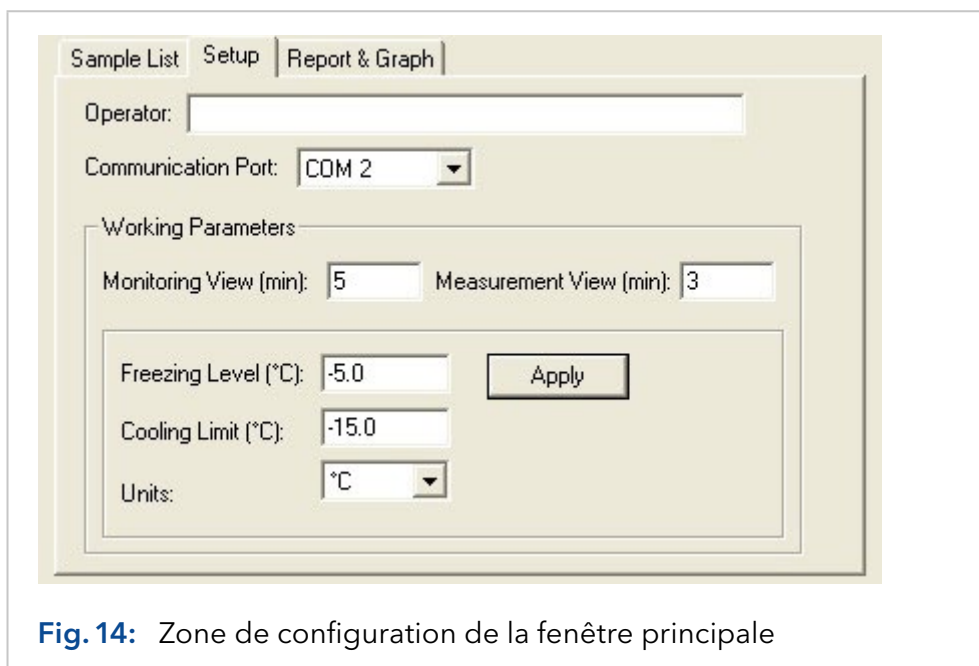 Sample List Setup Report & Graph
Operator:
Communication Port: COM 2
Working Parameters
Monitoring View (min): 5 Measurement View (min): 3
Freezing Level (°C): -5.0 Apply
Cooling Limit (°C): -15.0
Units: °C
Fig. 14: Zone de configuration de la fenêtre principale